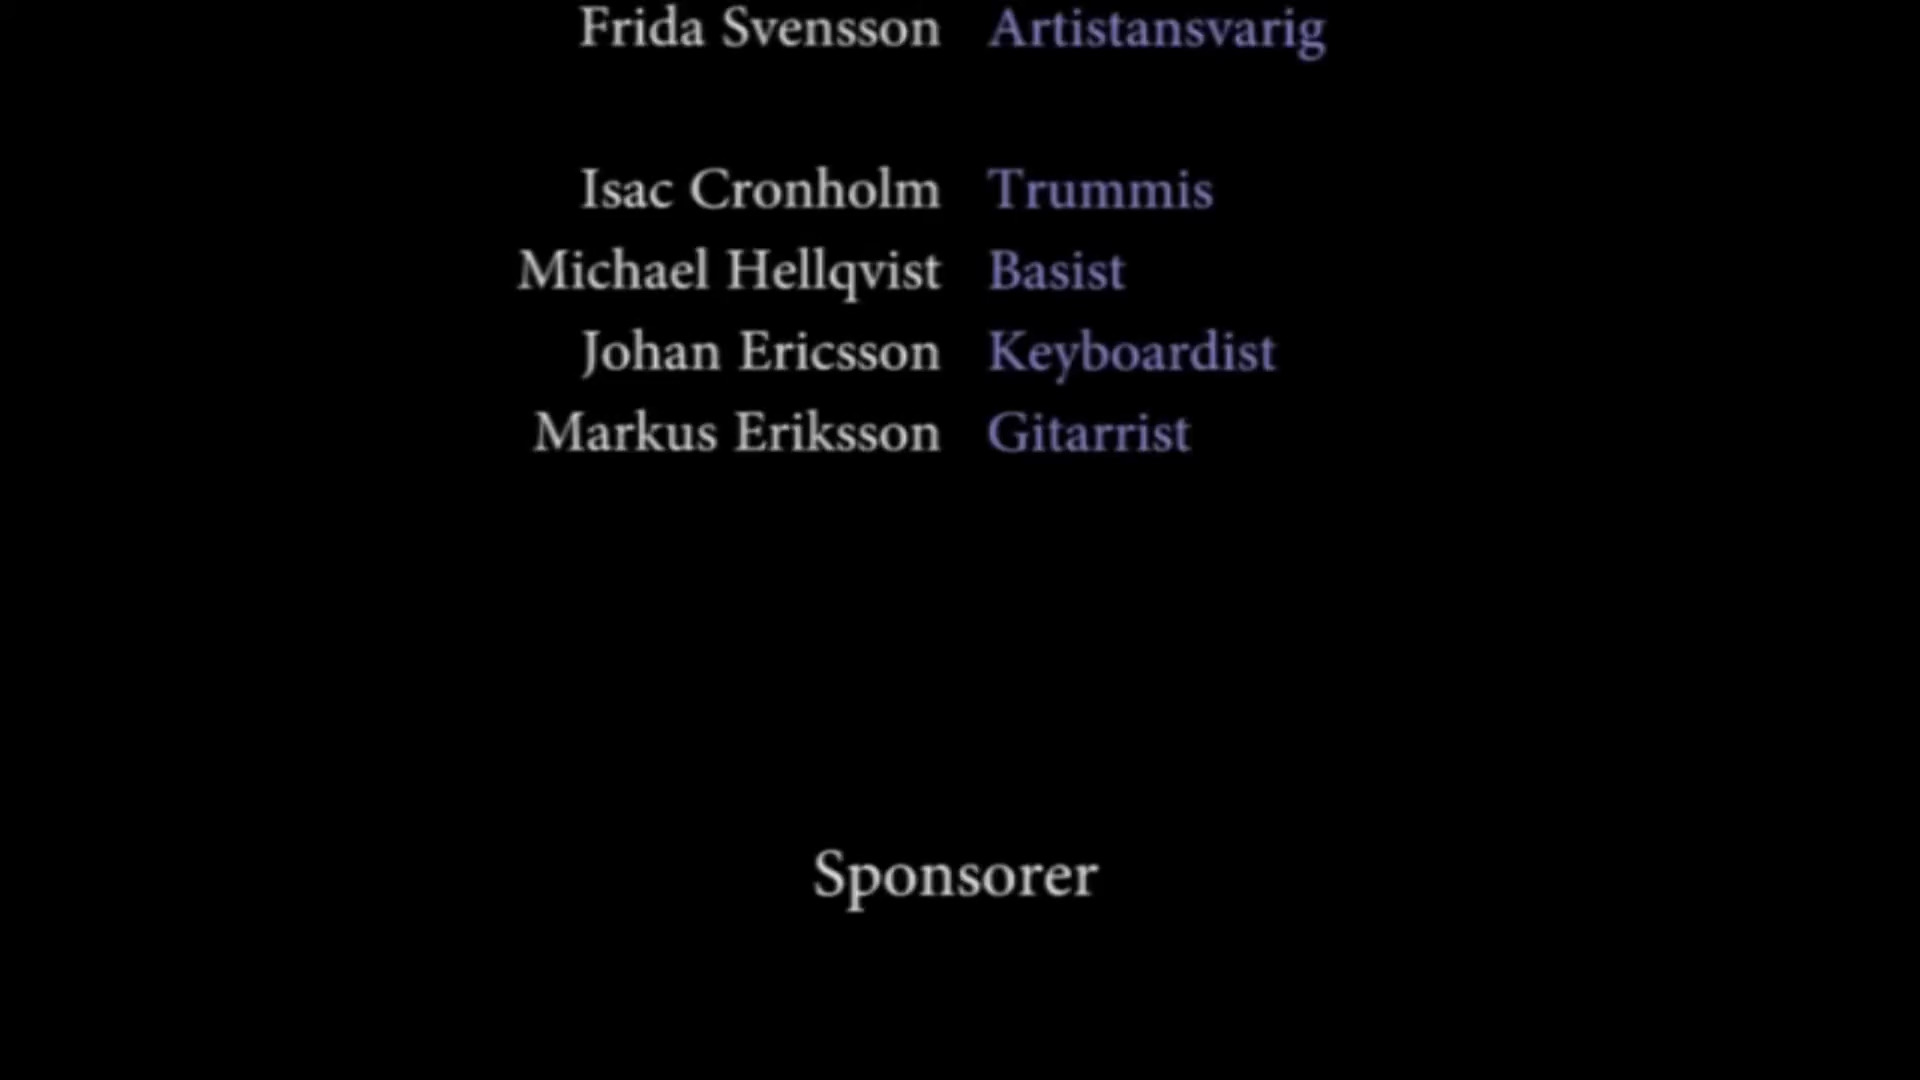 Frida Svensson Artistansvarig
Isac Cronholm Trummis
Michael Hellqvist Basist
Johan Ericsson Keyboardist
Markus Eriksson Gitarrist
Sponsorer